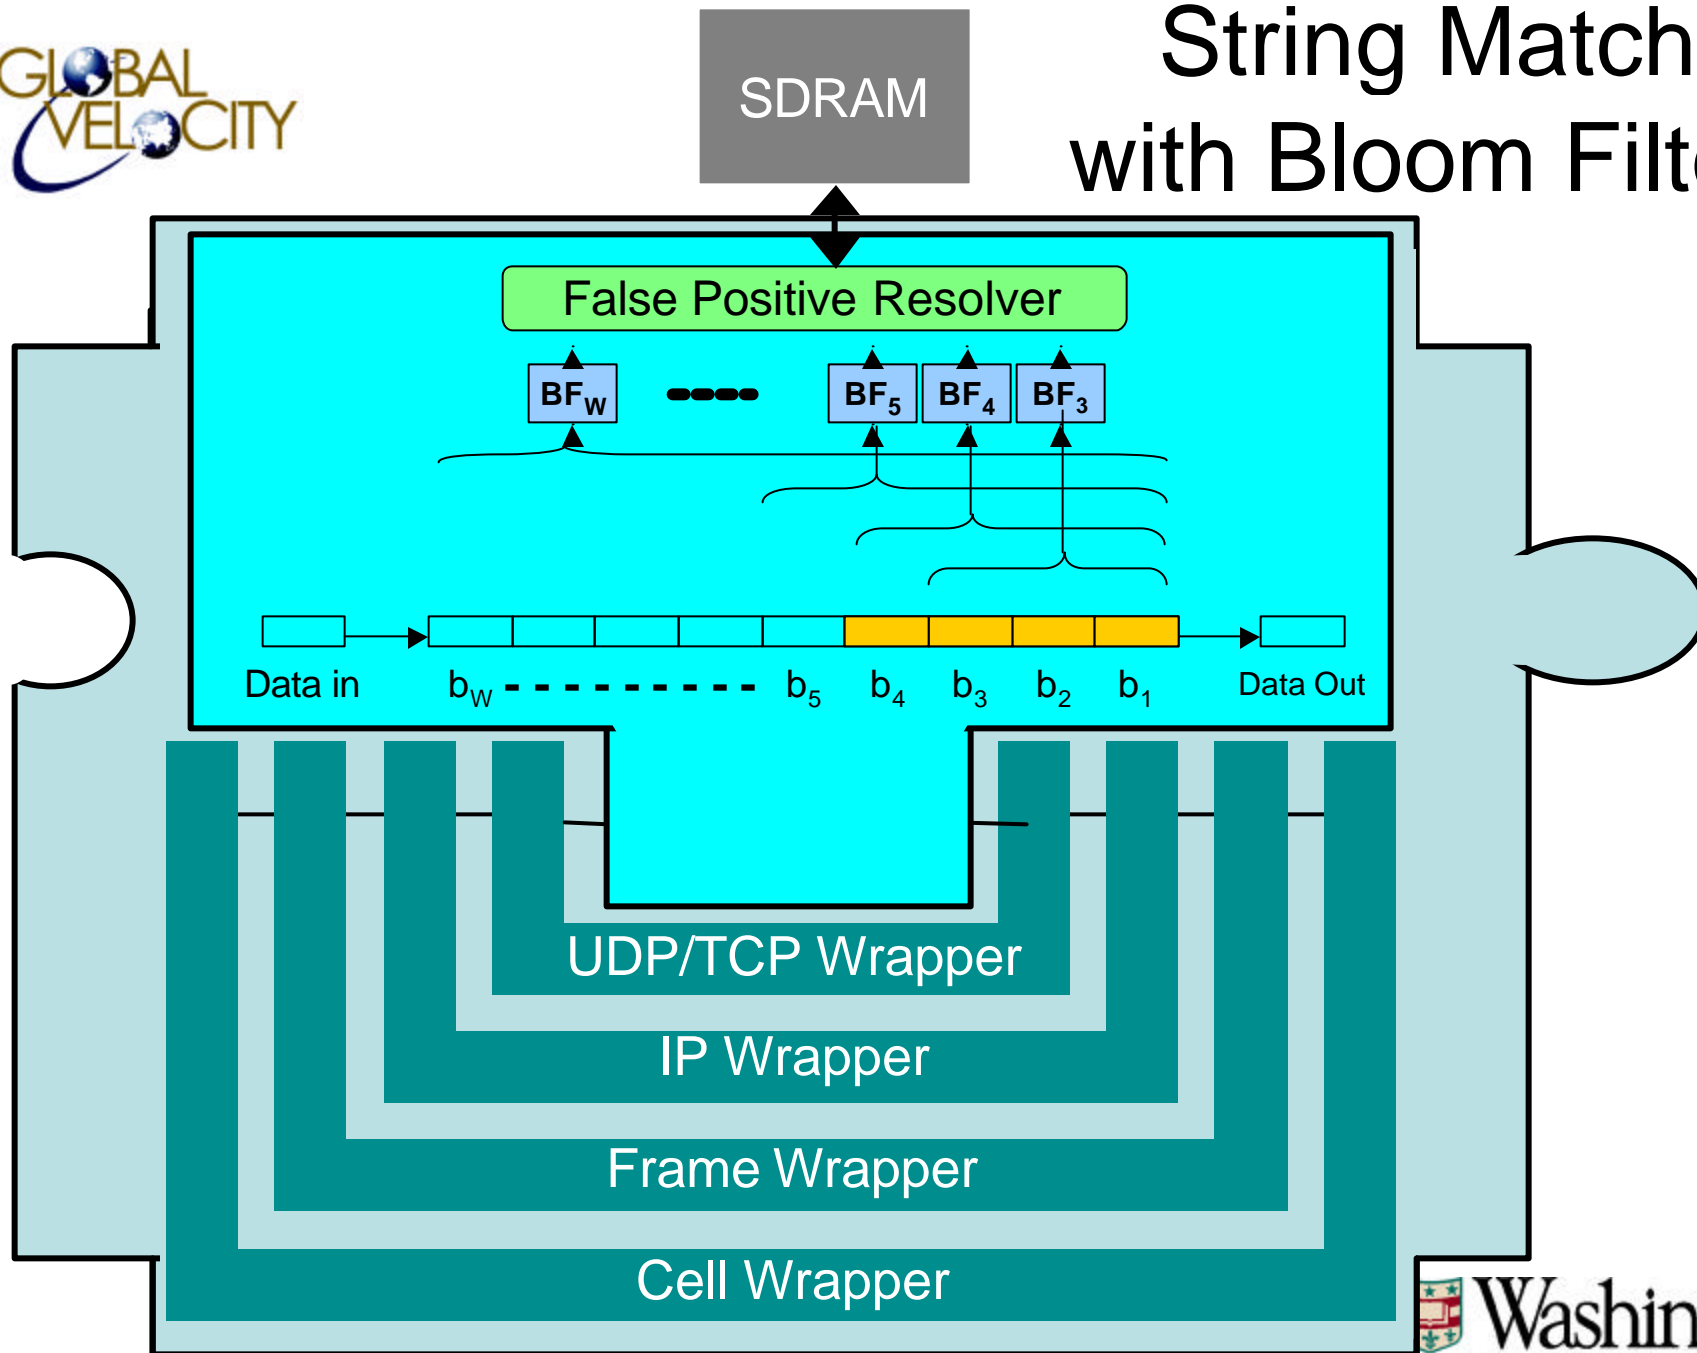 GLOBAL
VELOCITY
SDRAM
String Match
with Bloom Filt
False Positive Resolver
BFW
BF5
BF4
BF3
Data in
bW
b5
b4
b3
b2
b1
Data Out
UDP/TCP Wrapper
IP Wrapper
Frame Wrapper
Cell Wrapper
Washin